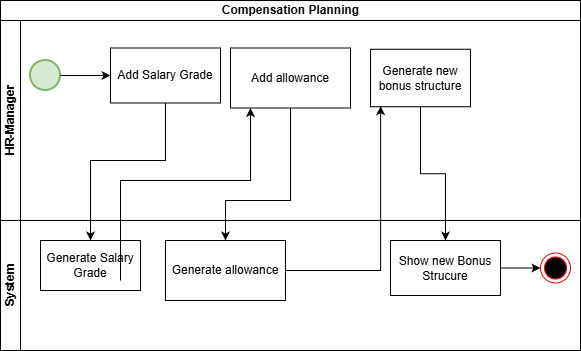 Compensation Planning
HR-Manager
Add Salary Grade
Add allowance
Generate new
bonus structure
System
Generate Salary
Grade
Generate allowance
Show new Bonus
Strucure